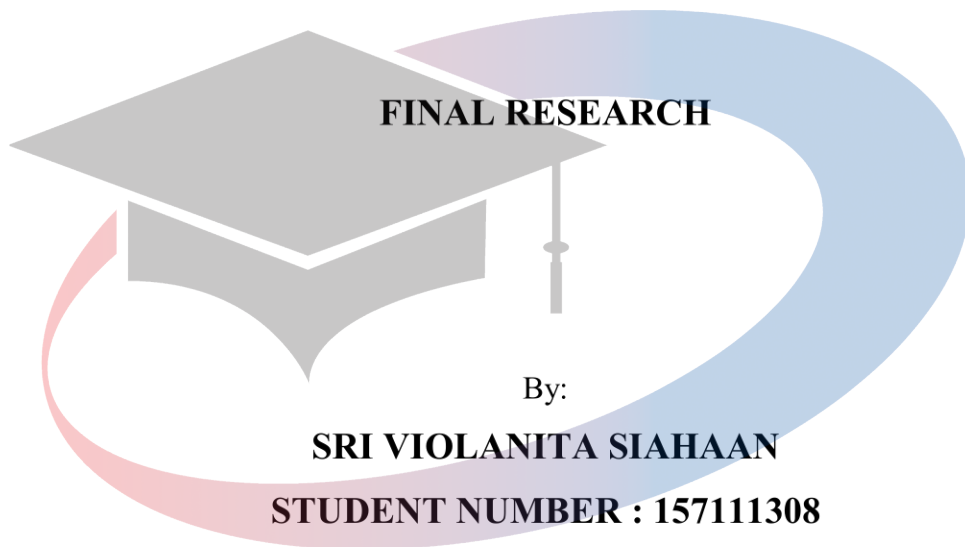 FINAL RESEARCH
By:
SRI VIOLANITA SIAHAAN
STUDENT NUMBER : 157111308